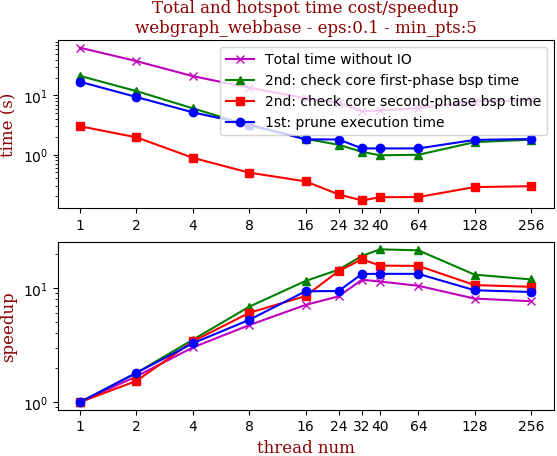 Total and hotspot time cost/speedup
webgraph_webbase - eps:0.1 - min_pts:5
time (s)
10¹
10⁰
Total time without IO
2nd: check core first-phase bsp time
2nd: check core second-phase bsp time
1st: prune execution time
1 2 4 8 16 24 32 40 64 128 256
speedup
10¹
10⁰
1 2 4 8 16 24 32 40 64 128 256
thread num